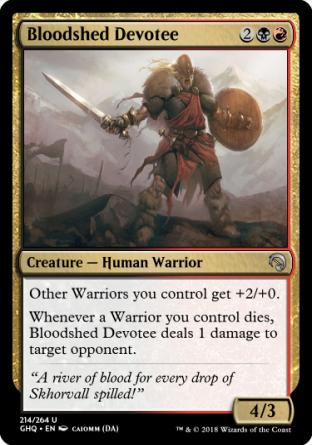 Bloodshed Devotee 2
Creature — Human Warrior
Other Warriors you control get +2/+0.
Whenever a Warrior you control dies,
Bloodshed Devotee deals 1 damage to
target opponent.
“A river of blood for every drop of
Skhorvall spilled!”
4/3
214/264 U
GHQ • EN CAIOMM (DA)
™ & © 2018 Wizards of the Coast